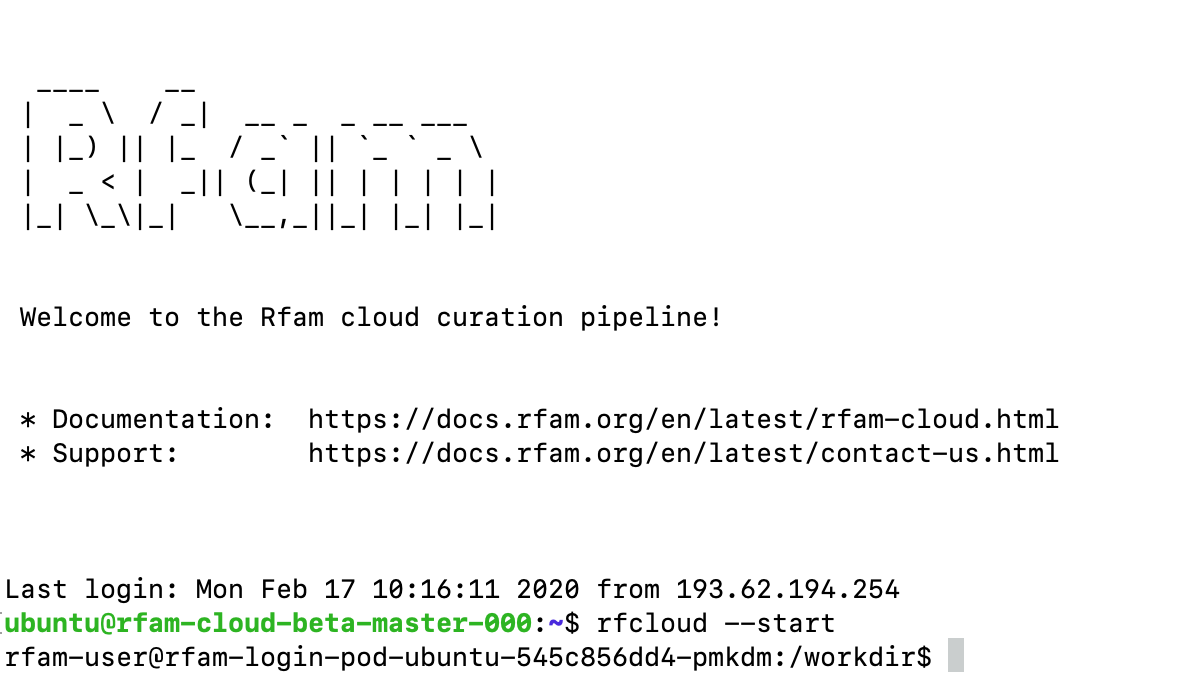 ____    __
|  _ \  / _|  __ _  _ __ ___
| |_) || |_  / _` || `_ ` _ \
|  _ < |  _|| (_| || | | | | |
|_| \_\|_|   \__,_||_| |_| |_|
Welcome to the Rfam cloud curation pipeline!
* Documentation:  https://docs.rfam.org/en/latest/rfam-cloud.html
* Support:        https://docs.rfam.org/en/latest/contact-us.html
Last login: Mon Feb 17 10:16:11 2020 from 193.62.194.254
[ubuntu@rfam-cloud-beta-master-000:~$ rfcloud --start
rfam-user@rfam-login-pod-ubuntu-545c856dd4-pmkdm:/workdir$